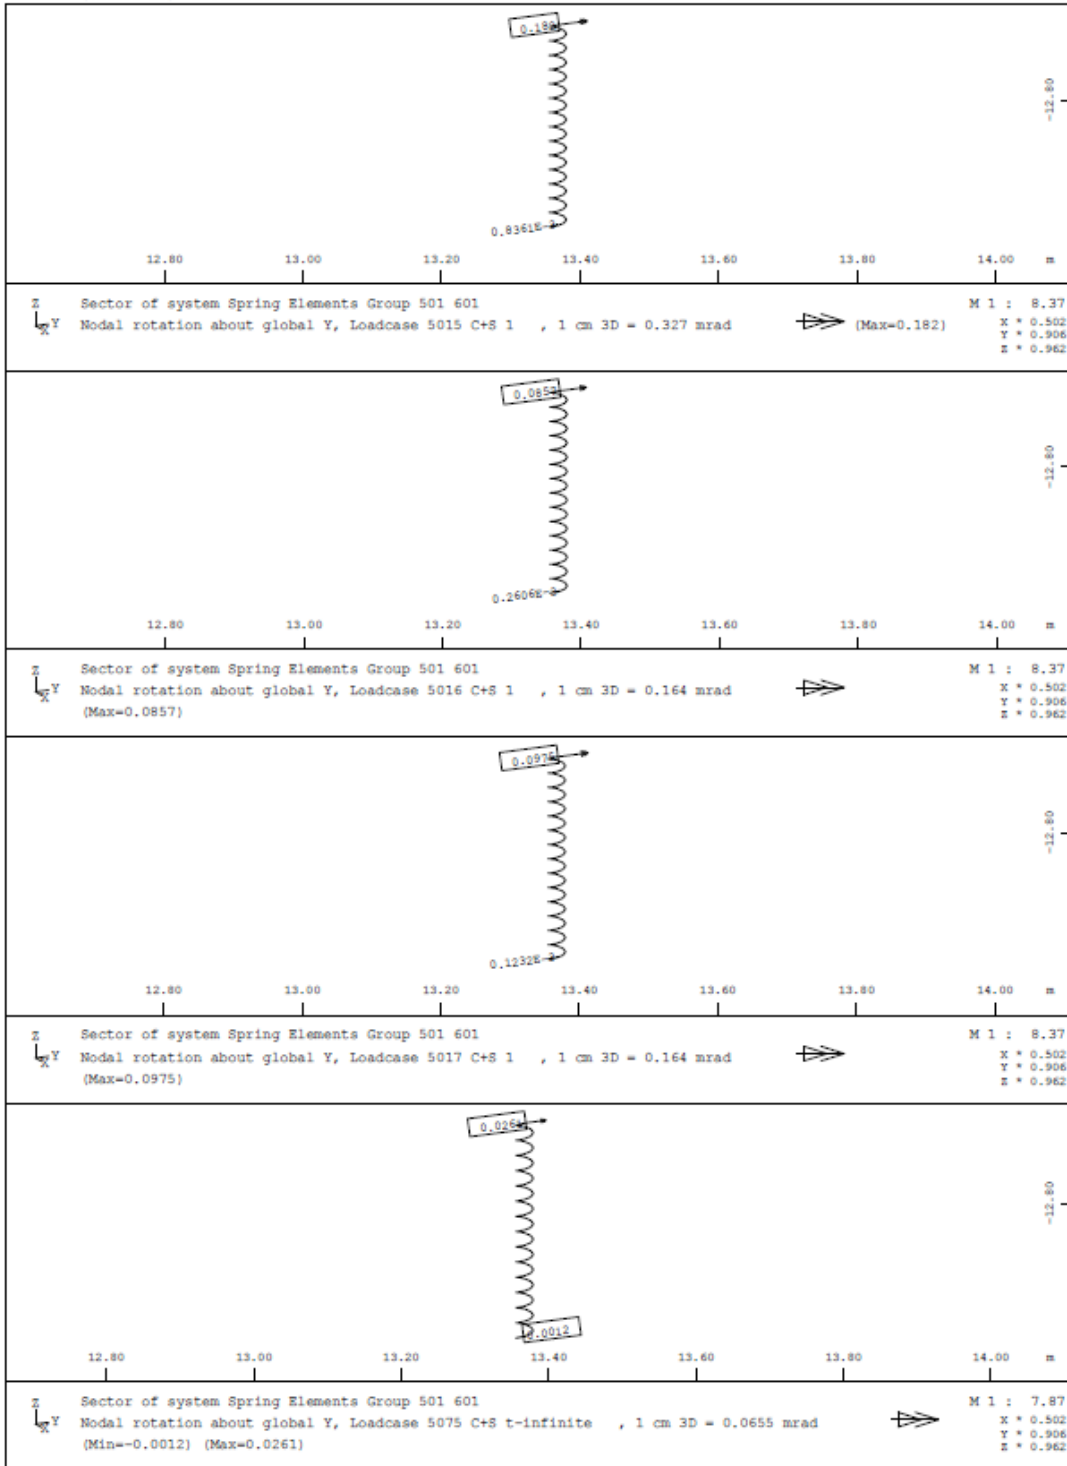 0.182
-12.80
0.8361E-3
12.80 13.00 13.20 13.40 13.60 13.80 14.00 m
Z Y X Sector of system Spring Elements Group 501 601 M 1 : 8.37
Nodal rotation about global Y, Loadcase 5015 C+S 1 , 1 cm 3D = 0.327 mrad (Max=0.182) X * 0.502
Y * 0.906
Z * 0.962
0.0857
-12.80
0.2606E-3
12.80 13.00 13.20 13.40 13.60 13.80 14.00 m
Z Y X Sector of system Spring Elements Group 501 601 M 1 : 8.37
Nodal rotation about global Y, Loadcase 5016 C+S 1 , 1 cm 3D = 0.164 mrad X * 0.502
(Max=0.0857) Y * 0.906
Z * 0.962
0.0975
-12.80
0.1232E-3
12.80 13.00 13.20 13.40 13.60 13.80 14.00 m
Z Y X Sector of system Spring Elements Group 501 601 M 1 : 8.37
Nodal rotation about global Y, Loadcase 5017 C+S 1 , 1 cm 3D = 0.164 mrad X * 0.502
(Max=0.0975) Y * 0.906
Z * 0.962
0.0261
-12.80
-0.0012
12.80 13.00 13.20 13.40 13.60 13.80 14.00 m
Z Y X Sector of system Spring Elements Group 501 601 M 1 : 7.87
Nodal rotation about global Y, Loadcase 5075 C+S t-infinite , 1 cm 3D = 0.0655 mrad X * 0.502
(Min=-0.0012) (Max=0.0261) Y * 0.906
Z * 0.962